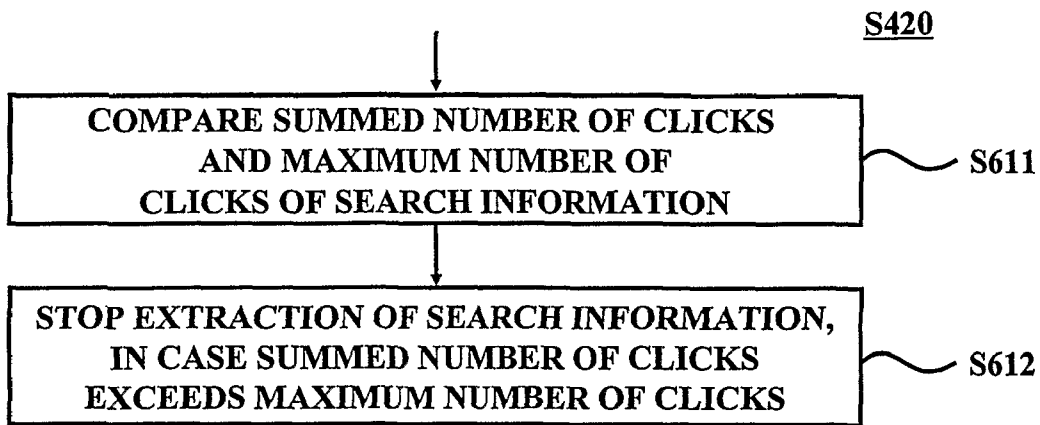 S420
COMPARE SUMMED NUMBER OF CLICKS
AND MAXIMUM NUMBER OF
CLICKS OF SEARCH INFORMATION
S611
STOP EXTRACTION OF SEARCH INFORMATION,
IN CASE SUMMED NUMBER OF CLICKS
EXCEEDS MAXIMUM NUMBER OF CLICKS
S612